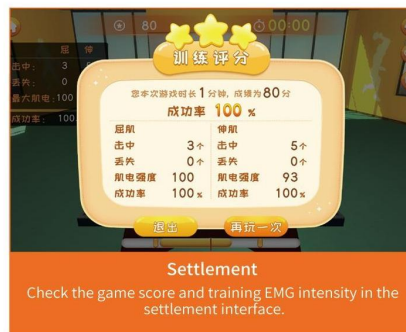 80
00:00
屈 伸
击中: 3
丢失: 0
最大肌电: 100
成功率: 100
训练评分
您本次游戏时长1分钟，成绩为80分
成功率 100 %
屈肌 伸肌
击中 3个 击中 5个
丢失 0个 丢失 0个
肌电强度 100 肌电强度 93
成功率 100% 成功率 100%
退出 再玩一次
Settlement
Check the game score and training EMG intensity in the
settlement interface.